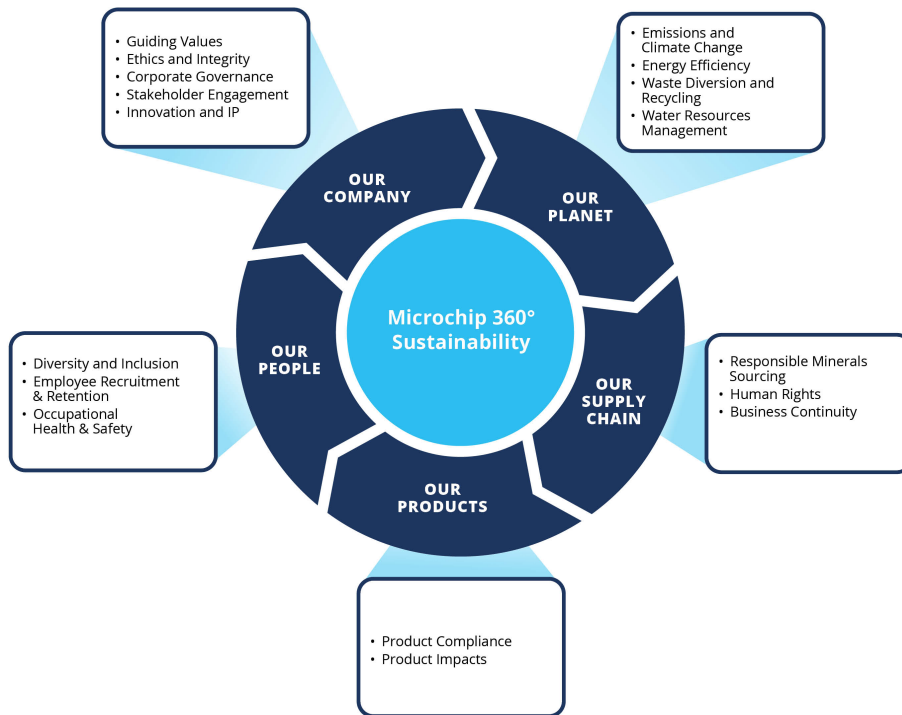 • Guiding Values
• Ethics and Integrity
• Corporate Governance
• Stakeholder Engagement
• Innovation and IP
• Emissions and
Climate Change
• Energy Efficiency
• Waste Diversion and
Recycling
• Water Resources
Management
OUR
COMPANY
OUR
PLANET
Microchip 360°
Sustainability
OUR
PEOPLE
OUR
SUPPLY
CHAIN
OUR
PRODUCTS
• Diversity and Inclusion
• Employee Recruitment
& Retention
• Occupational
Health & Safety
• Responsible Minerals
Sourcing
• Human Rights
• Business Continuity
• Product Compliance
• Product Impacts